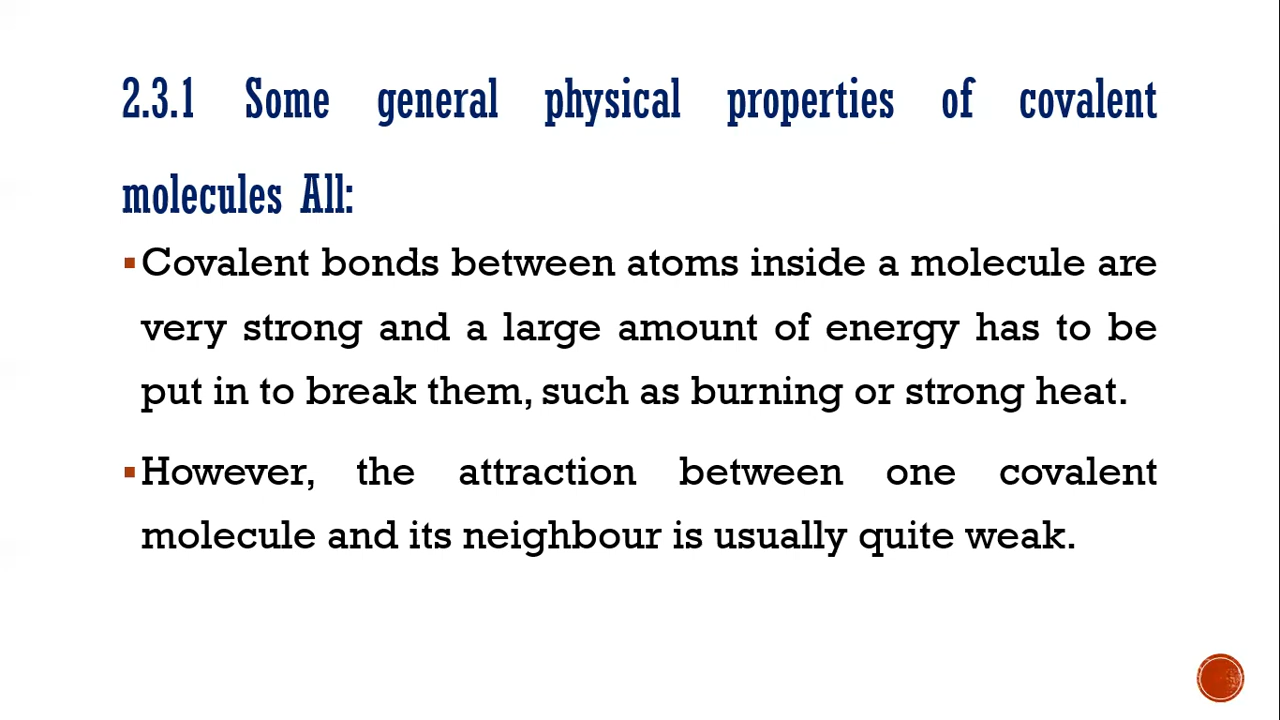 2.3.1 Some general physical properties of covalent
molecules All:
▪Covalent bonds between atoms inside a molecule are
very strong and a large amount of energy has to be
put in to break them, such as burning or strong heat.
▪However, the attraction between one covalent
molecule and its neighbour is usually quite weak.